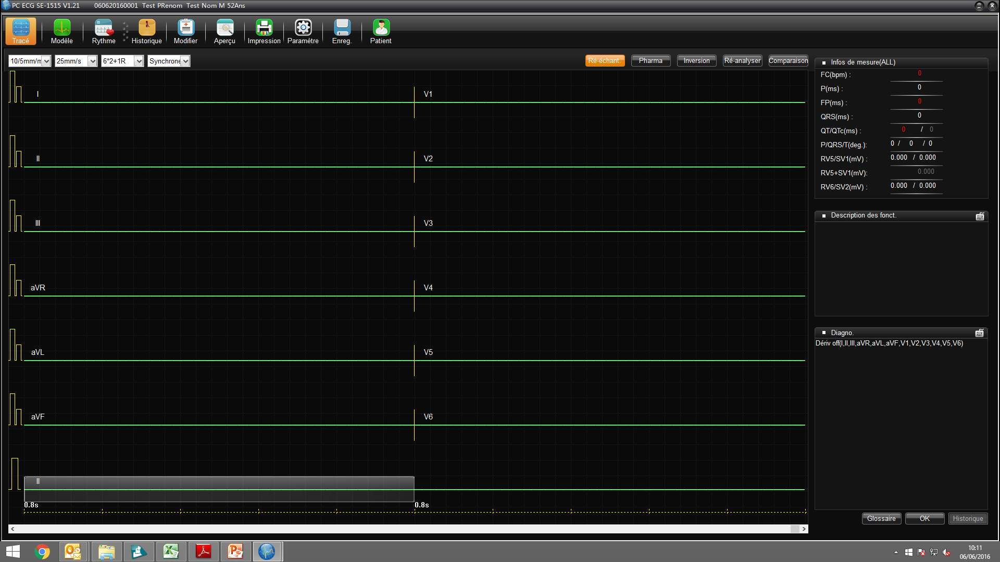 PC ECG SE-1515 V1.21 060620160001 Test PRenom Test Nom M 52Ans
Tracé Modèle Rythme Historique Modifier Aperçu Impression Paramètre Enreg. Patient
10/5mm/m 25mm/s 6*2+1R Synchrone Ré-échant. Pharma Inversion Ré-analyser Comparaison
I V1
II V2
III V3
aVR V4
aVL V5
aVF V6
II
0.8s 0.8s
Infos de mesure(ALL)
FC(bpm) : 0
P(ms) : 0
FP(ms) : 0
QRS(ms) : 0
QT/QTc(ms) : 0 / 0
P/QRS/T(deg.): 0 / 0 / 0
RV5/SV1(mV) : 0.000 / 0.000
RV5+SV1(mV): 0.000
RV6/SV2(mV) : 0.000 / 0.000
Description des fonct.
Diagno.
Dériv off(I,II,III,aVR,aVL,aVF,V1,V2,V3,V4,V5,V6)
Glossaire OK Historique
10:11
06/06/2016